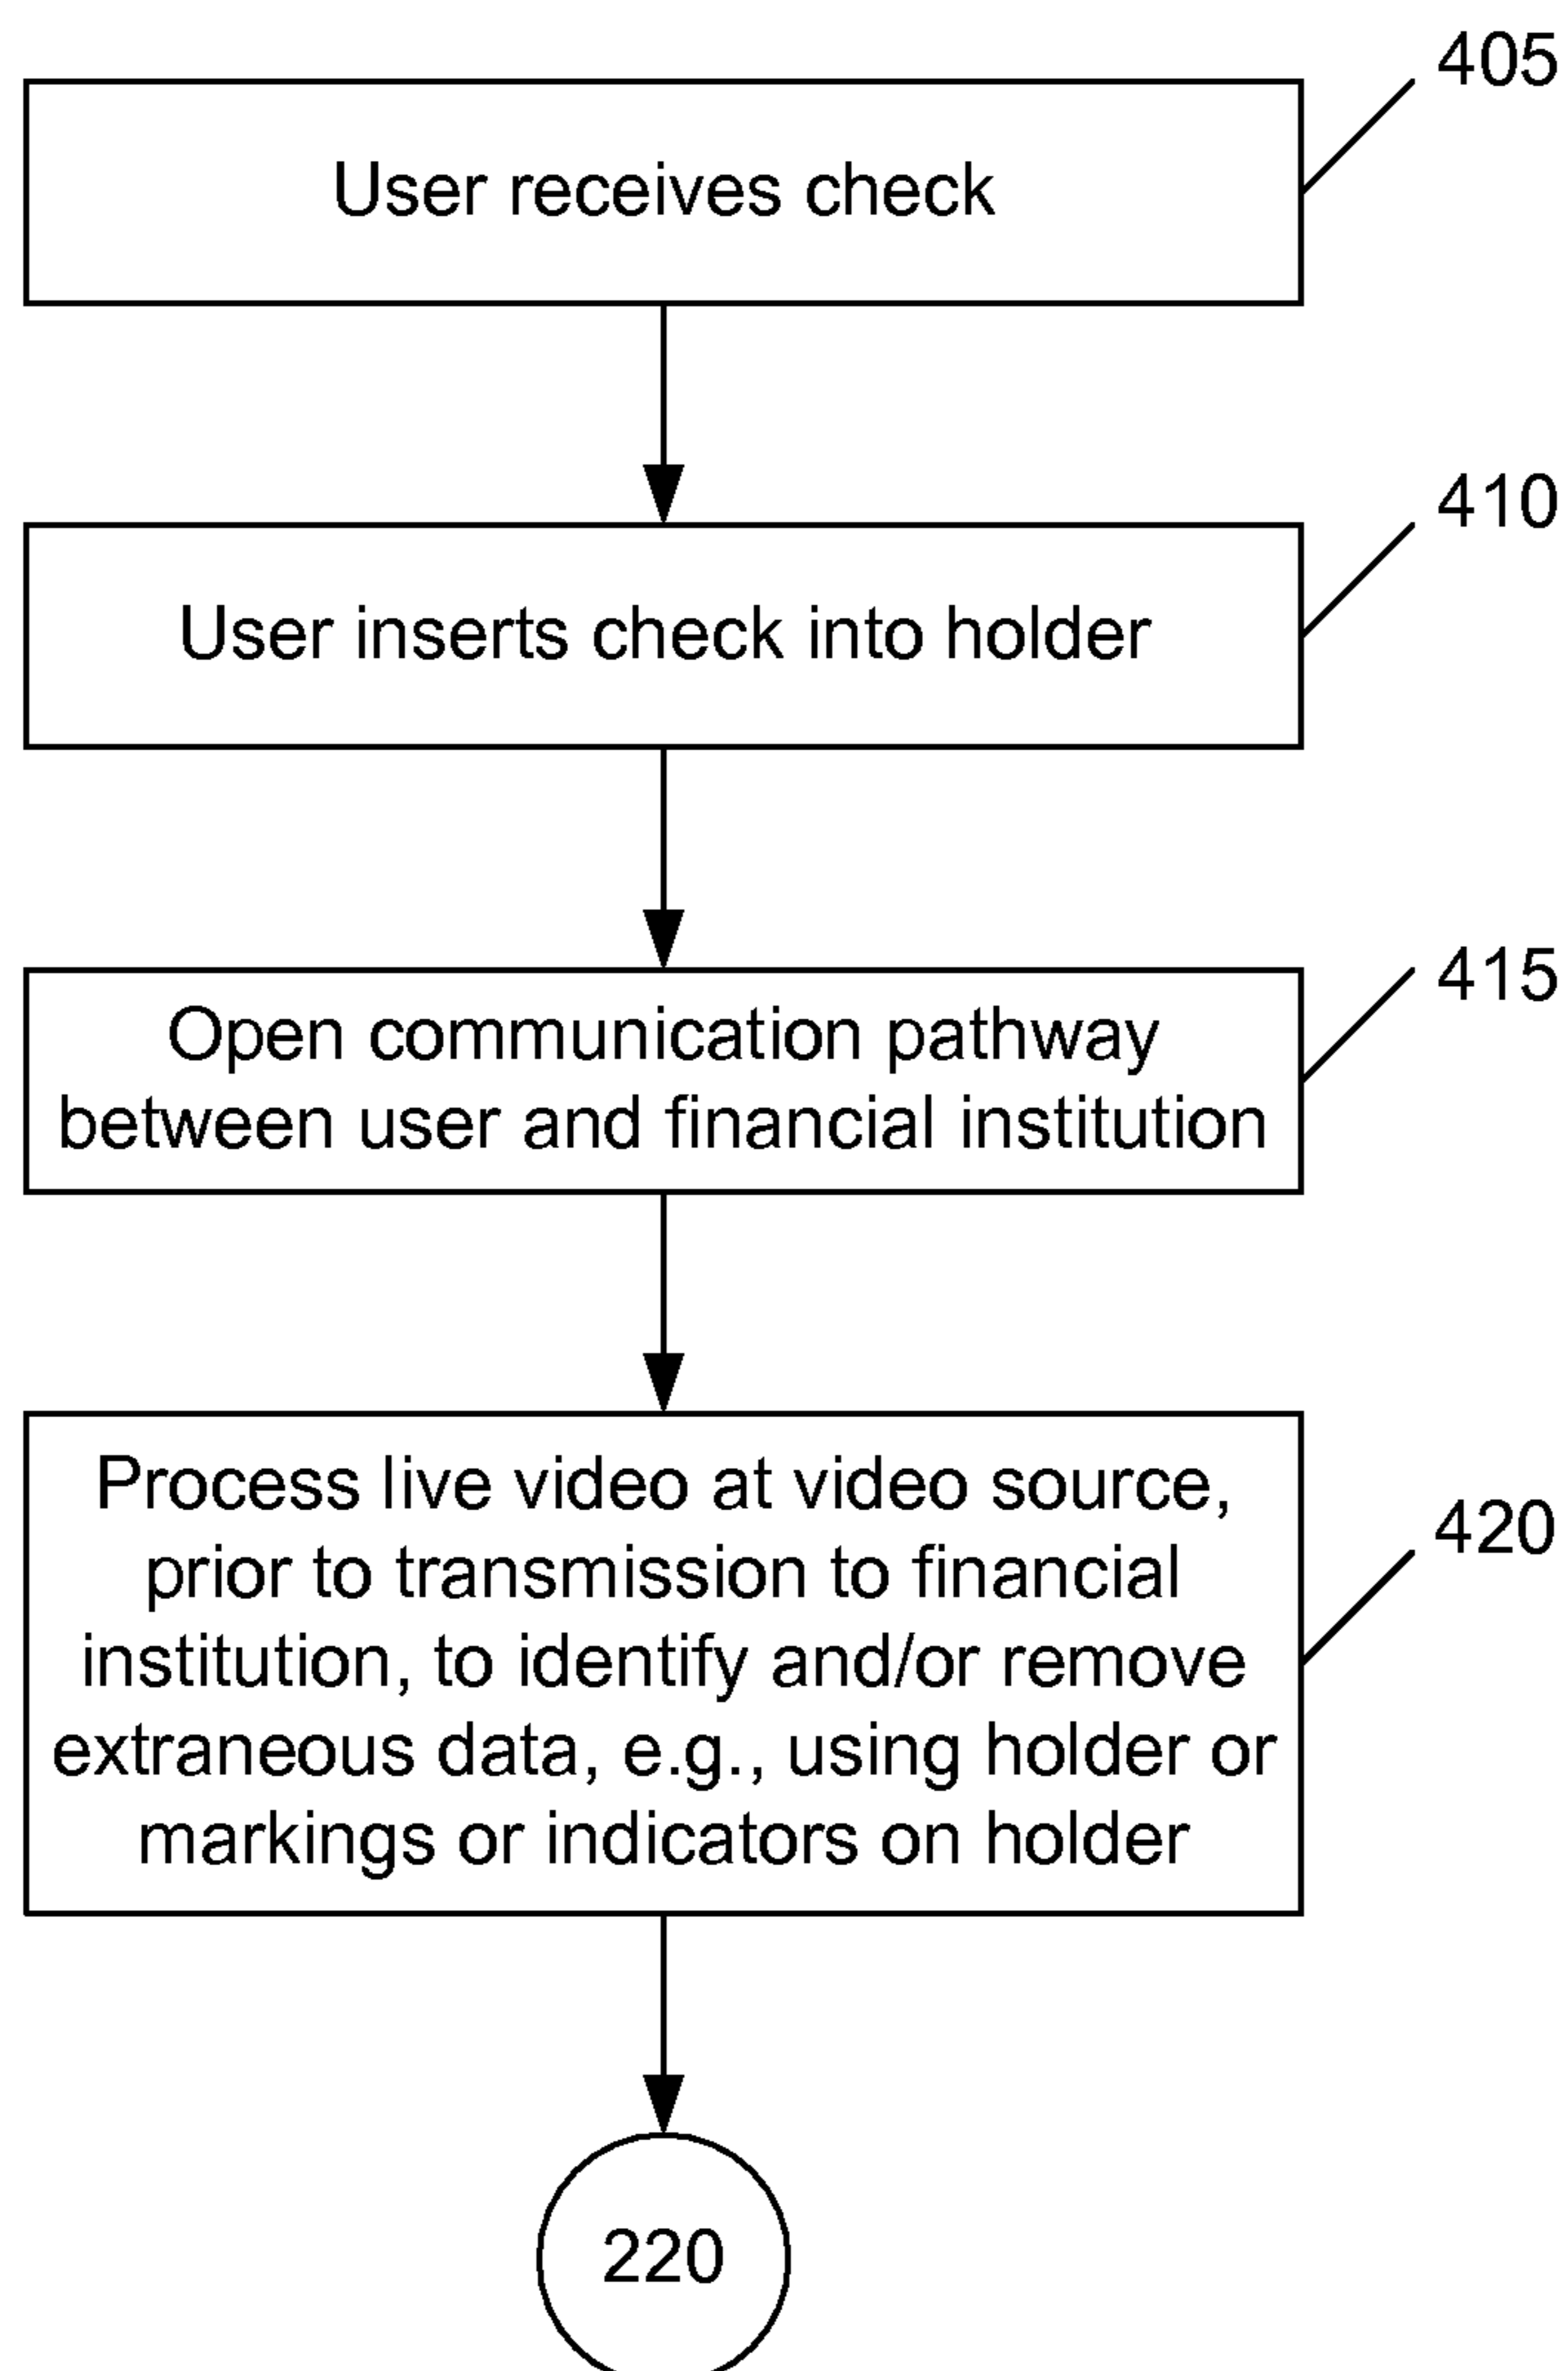 405
User receives check
410
User inserts check into holder
415
Open communication pathway
between user and financial institution
420
Process live video at video source,
prior to transmission to financial
institution, to identify and/or remove
extraneous data, e.g., using holder or
markings or indicators on holder
220